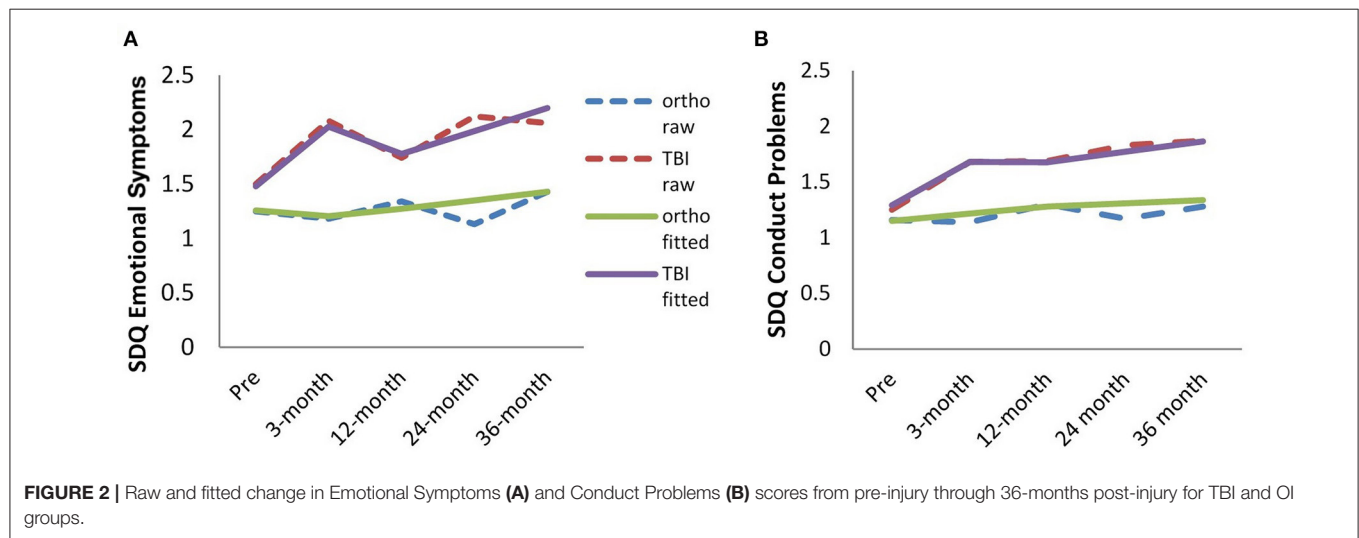 A
SDQ Emotional Symptoms
2.5
2
1.5
1
0.5
0
Pre
3-month
12-month
24-month
36-month
ortho
raw
TBI
raw
ortho
fitted
TBI
fitted
B
SDQ Conduct Problems
2.5
2
1.5
1
0.5
0
Pre
3-month
12-month
24 month
36 month
FIGURE 2 | Raw and fitted change in Emotional Symptoms (A) and Conduct Problems (B) scores from pre-injury through 36-months post-injury for TBI and OI
groups.